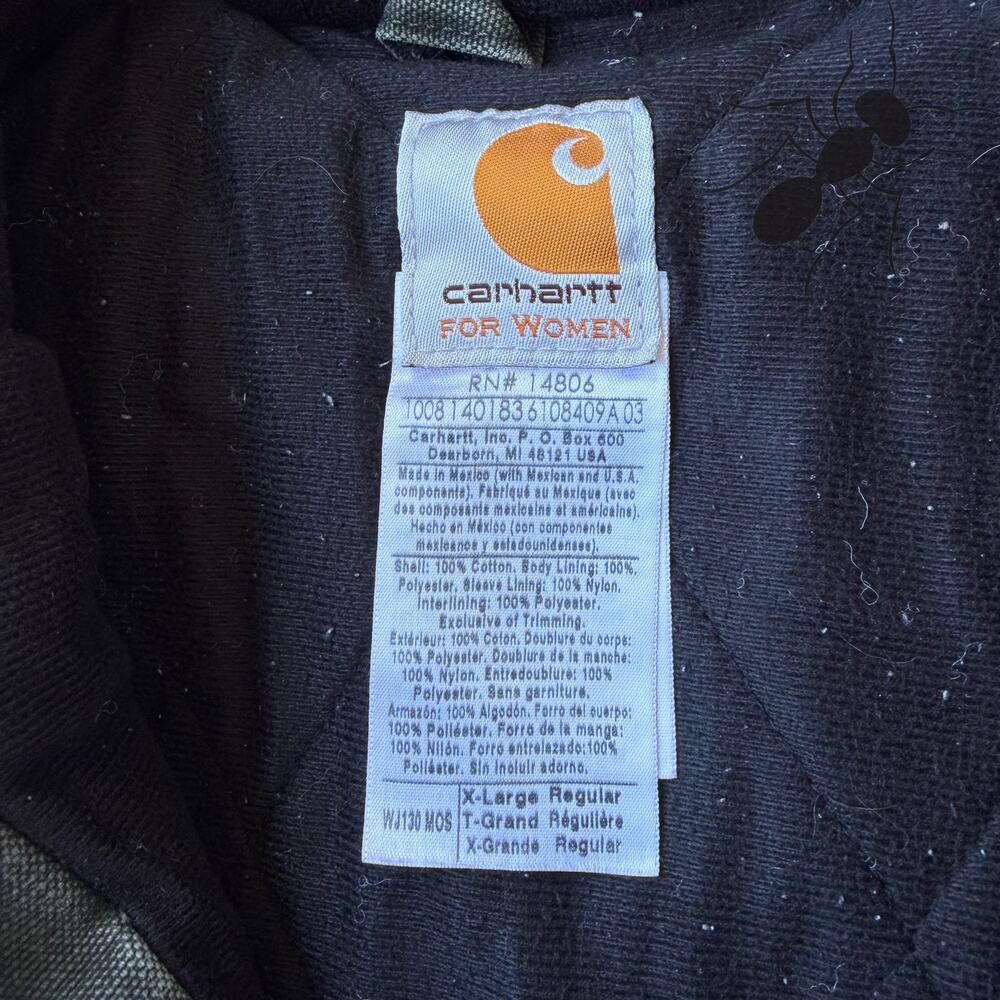 carhartt
FOR WOMEN
RN# 14806
10081401836108409A 03
Carhartt, Inc. P. O. Box 600
Dearborn, MI 48121 USA
Made in Mexico (with Mexican and U.S.A.
components). Fabriqué au Mexique (avec
des composants mexicains et américains).
Hecho en México (con componentes
mexicanos y estadounidenses).
Shell: 100% Cotton. Body Lining: 100%.
Polyester, Sleeve Lining: 100% Nylon.
Interlining: 100% Polyester.
Exclusive of Trimming.
Extérieur: 100% Coton. Doublure du corps:
100% Polyester. Doublure de la manche:
100% Nylon. Entredoublure: 100%
Polyester. Sans garniture.
Armazón: 100% Algodón. Forro del cuerpo:
100% Poliéster. Forro de la manga:
100% Nilón. Forro entrelazado:100%
Poliéster. Sin incluir adorno.
WJ130 MOS
X-Large Regular
T-Grand Régulière
X-Grande Regular